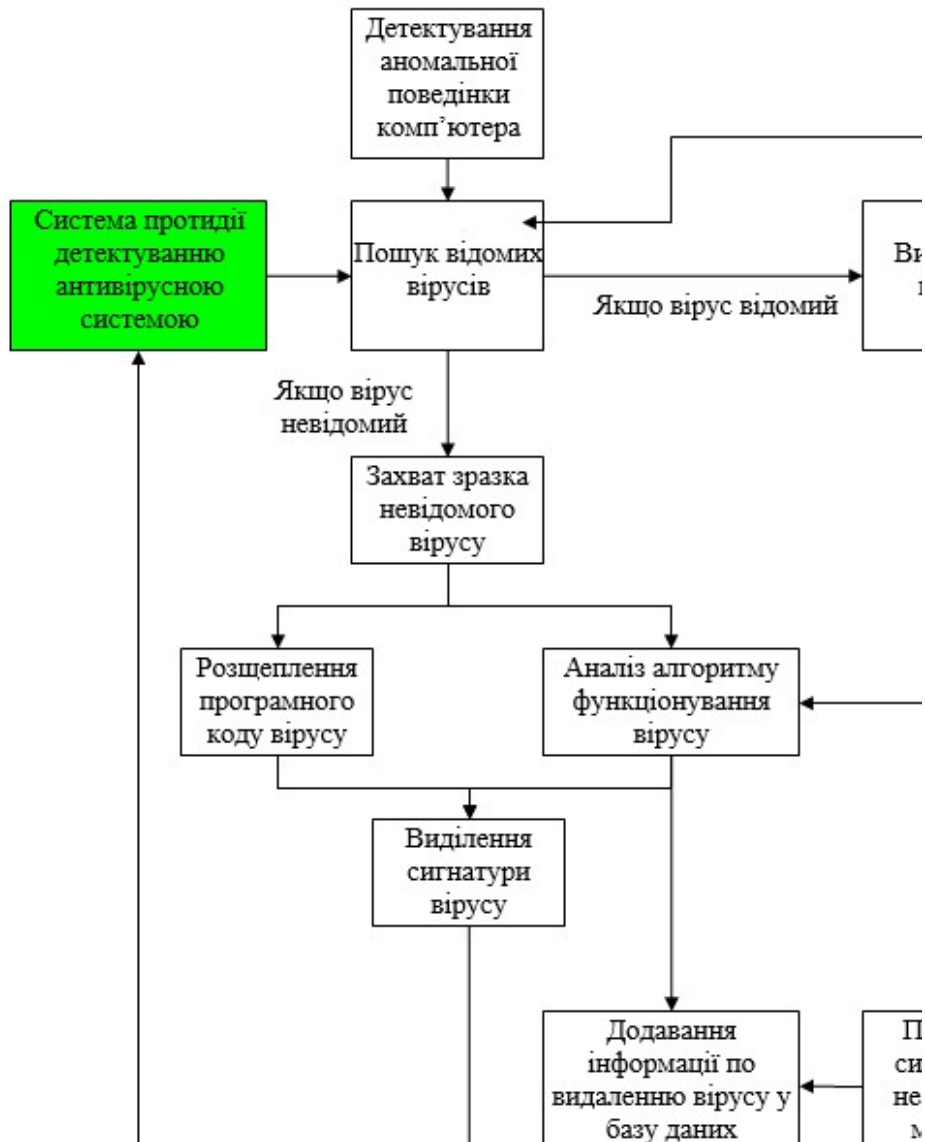 Детектування
аномальної
поведінки
комп’ютера
Система протидії
детектуванню
антивірусною
системою
Пошук відомих
вірусів
Якщо вірус відомий
Якщо вірус
невідомий
Захват зразка
невідомого
вірусу
Розщеплення
програмного
коду вірусу
Аналіз алгоритму
функціонування
вірусу
Виділення
сигнатури
вірусу
Додавання
інформації по
видаленню вірусу у
базу даних